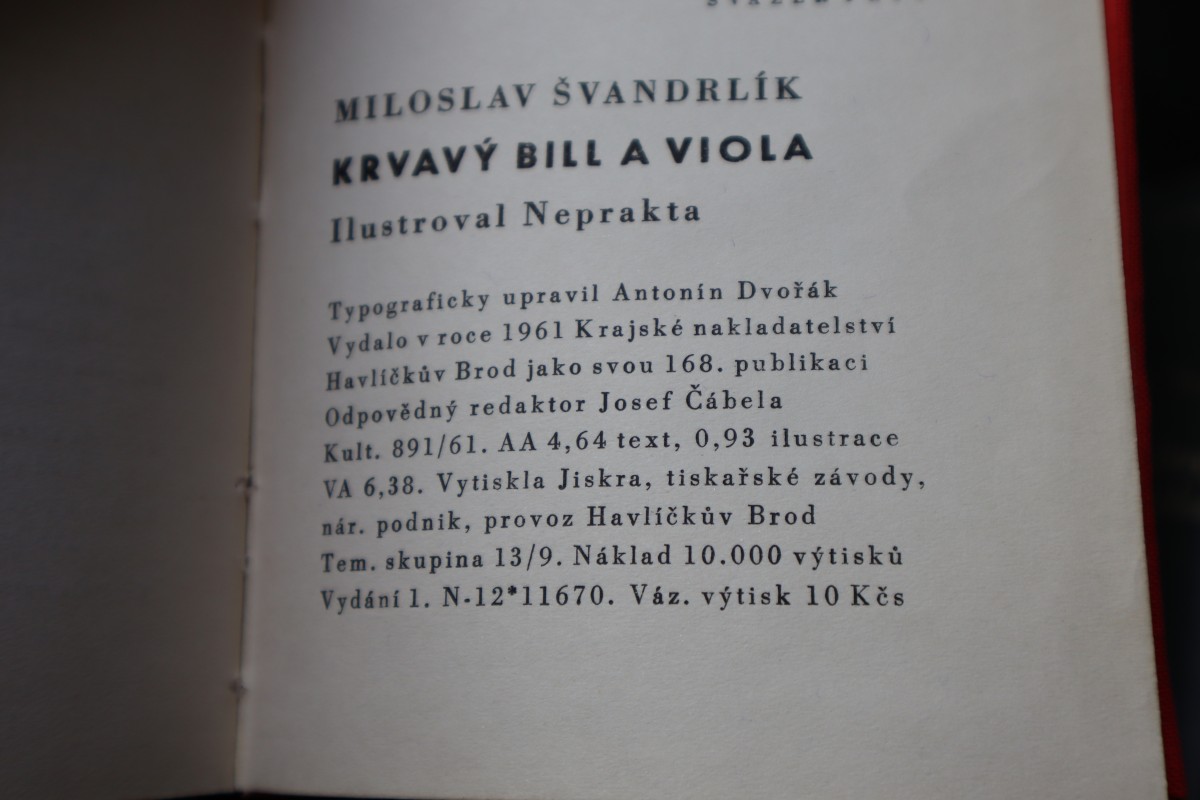 MILOSLAV ŠVANDRLÍK
KRVAVÝ BILL A VIOLA
Ilustroval Neprakta
Typograficky upravil Antonín Dvořák
Vydalo v roce 1961 Krajské nakladatelství
Havlíčkův Brod jako svou 168. publikaci
Odpovědný redaktor Josef Čábela
Kult. 891/61. AA 4,64 text, 0,93 ilustrace
VA 6,38. Vytiskla Jiskra, tiskařské závody,
nár. podnik, provoz Havlíčkův Brod
Tem. skupina 13/9. Náklad 10.000 výtisků
Vydání 1. N-12*11670. Váz. výtisk 10 Kčs